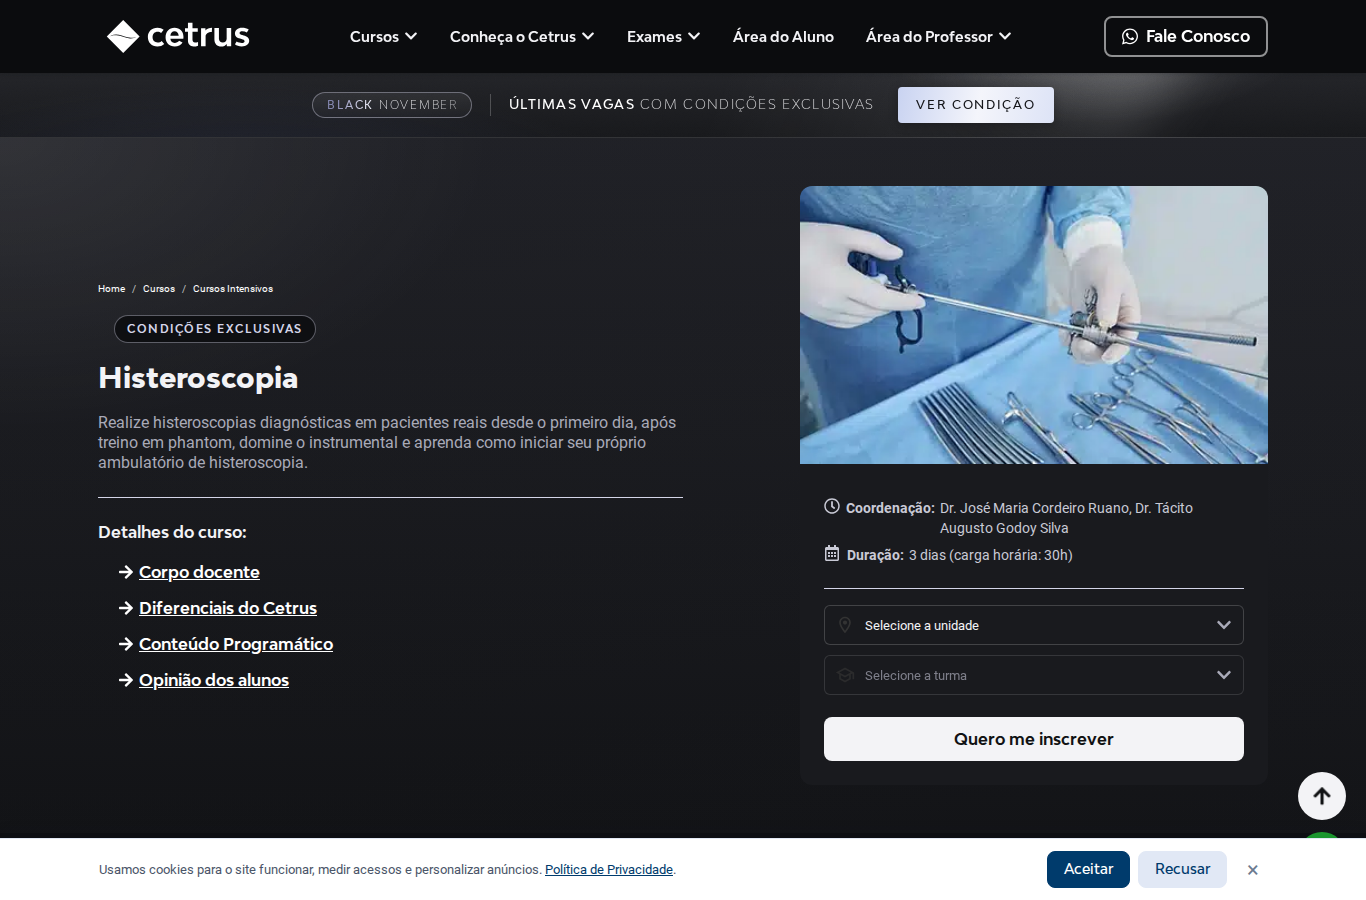 cetrus
Cursos
Conheça o Cetrus
Exames
Área do Aluno
Área do Professor
Fale Conosco
BLACK NOVEMBER
ÚLTIMAS VAGAS COM CONDIÇÕES EXCLUSIVAS
VER CONDIÇÃO
Home / Cursos / Cursos Intensivos
CONDIÇÕES EXCLUSIVAS
Histeroscopia
Realize histeroscopias diagnósticas em pacientes reais desde o primeiro dia, após
treino em phantom, domine o instrumental e aprenda como iniciar seu próprio
ambulatório de histeroscopia.
Detalhes do curso:
Corpo docente
Diferenciais do Cetrus
Conteúdo Programático
Opinião dos alunos
Coordenação: Dr. José Maria Cordeiro Ruano, Dr. Tácito
Augusto Godoy Silva
Duração: 3 dias (carga horária: 30h)
Selecione a unidade
Selecione a turma
Quero me inscrever
Usamos cookies para o site funcionar, medir acessos e personalizar anúncios. Política de Privacidade.
Aceitar
Recusar
×